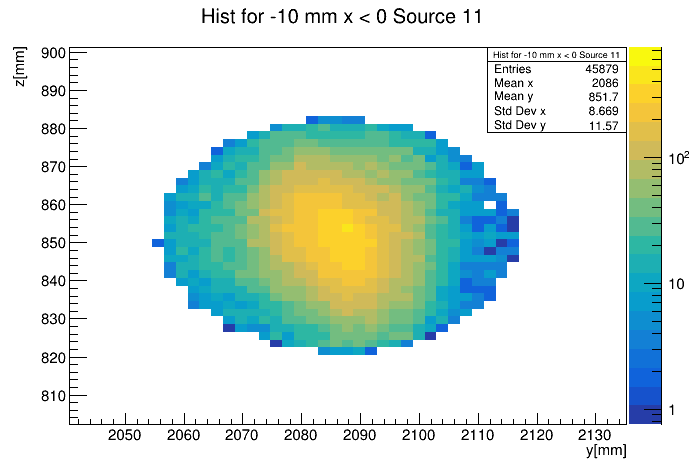 Hist for -10 mm x < 0 Source 11
Hist for -10 mm x < 0 Source 11
Entries 45879
Mean x 2086
Mean y 851.7
Std Dev x 8.669
Std Dev y 11.57
z[mm]
900
890
880
870
860
850
840
830
820
810
2050 2060 2070 2080 2090 2100 2110 2120 2130
y[mm]
10²
10
1